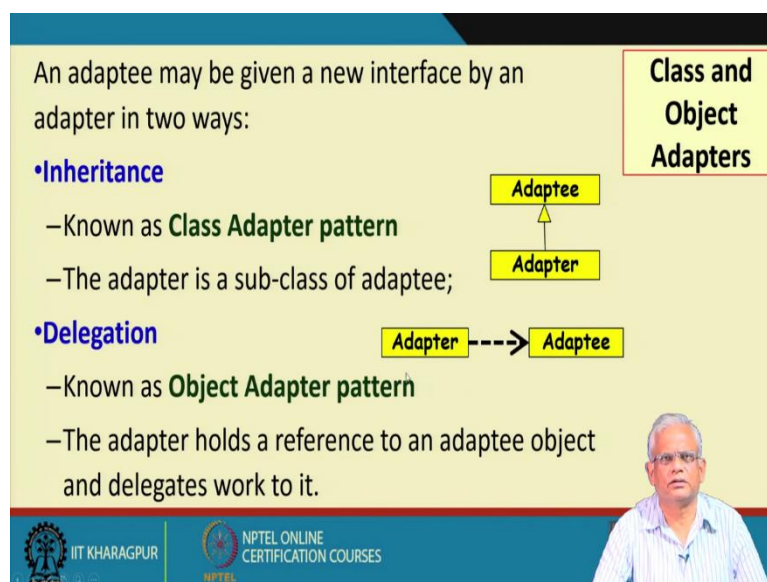 An adaptee may be given a new interface by an
adapter in two ways:
Class and
Object
Adapters
•Inheritance
–Known as Class Adapter pattern
–The adapter is a sub-class of adaptee;
Adaptee
Adapter
•Delegation
Adapter
Adaptee
–Known as Object Adapter pattern
–The adapter holds a reference to an adaptee object
and delegates work to it.
IIT KHARAGPUR
NPTEL ONLINE
CERTIFICATION COURSES
NPTEL